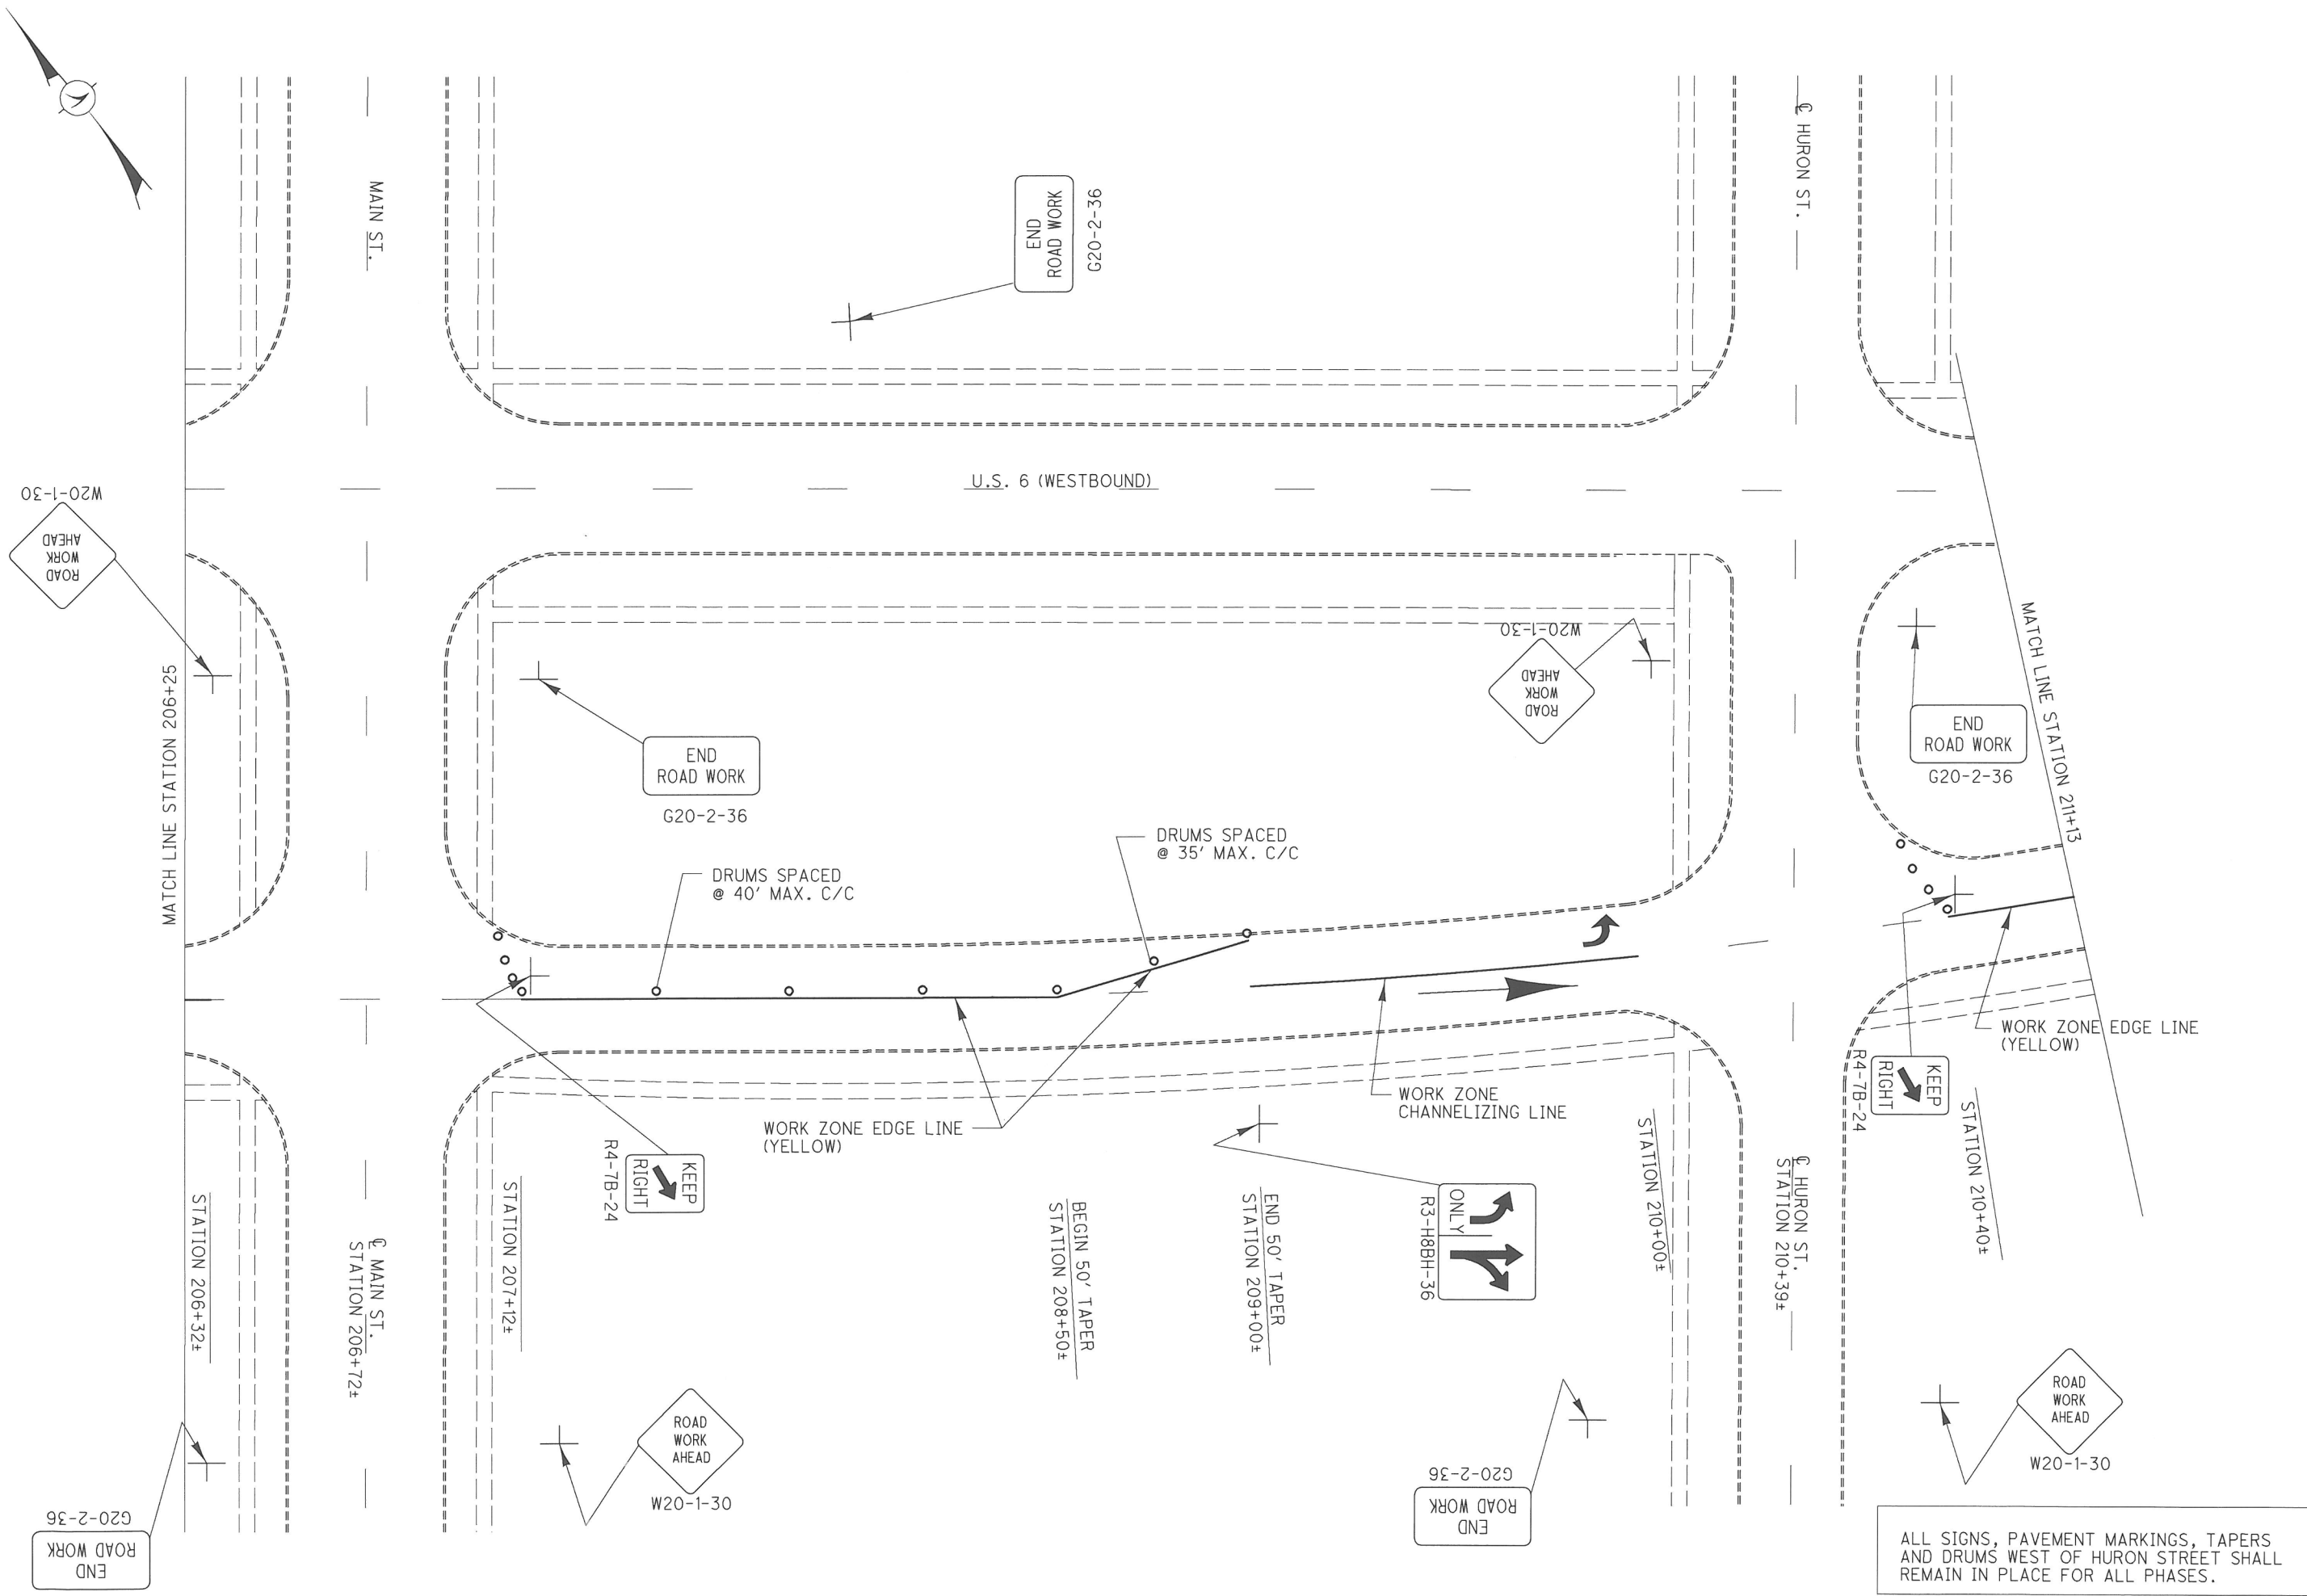 MAIN ST.
℄ HURON ST.
END
ROAD WORK
G20-2-36
U.S. 6 (WESTBOUND)
W20-1-30
ROAD
WORK
AHEAD
MATCH LINE STATION 206+25
END
ROAD WORK
G20-2-36
W20-1-30
ROAD
WORK
AHEAD
END
ROAD WORK
G20-2-36
MATCH LINE STATION 211+13
DRUMS SPACED
@ 40' MAX. C/C
DRUMS SPACED
@ 35' MAX. C/C
WORK ZONE EDGE LINE
(YELLOW)
KEEP
RIGHT
R4-7B-24
WORK ZONE EDGE LINE
(YELLOW)
WORK ZONE
CHANNELIZING LINE
KEEP
RIGHT
R4-7B-24
ONLY
R3-H8BH-36
STATION 206+32±
℄ MAIN ST.
STATION 206+72±
STATION 207+12±
BEGIN 50' TAPER
STATION 208+50±
END 50' TAPER
STATION 209+00±
STATION 210+00±
℄ HURON ST.
STATION 210+39±
STATION 210+40±
ROAD
WORK
AHEAD
W20-1-30
ROAD
WORK
AHEAD
W20-1-30
G20-2-36
END
ROAD WORK
G20-2-36
END
ROAD WORK
ALL SIGNS, PAVEMENT MARKINGS, TAPERS
AND DRUMS WEST OF HURON STREET SHALL
REMAIN IN PLACE FOR ALL PHASES.